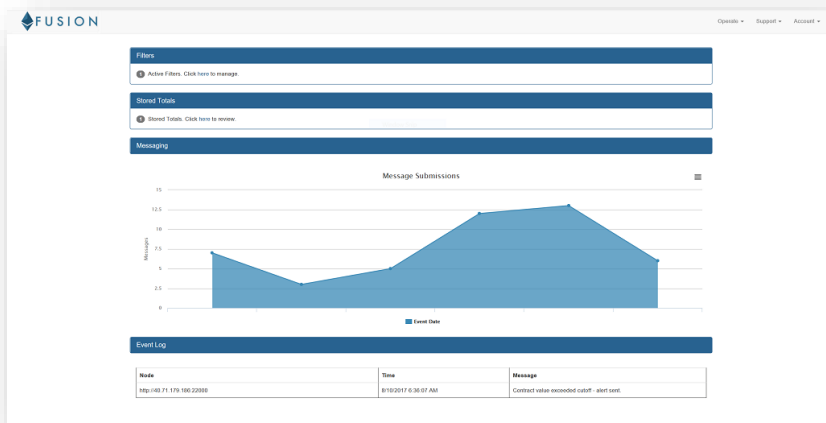 FUSION
Operate Support Account
Filters
1 Active Filters. Click here to manage.
Stored Totals
Stored Totals. Click here to review.
Messaging
Message Submissions
15
12.5
10
7.5
5
2.5
0
Messages
Event Date
Event Log
Node Time Message
http://40.71.179.186:22000 8/10/2017 6:36:07 AM Contract value exceeded cutoff - alert sent.